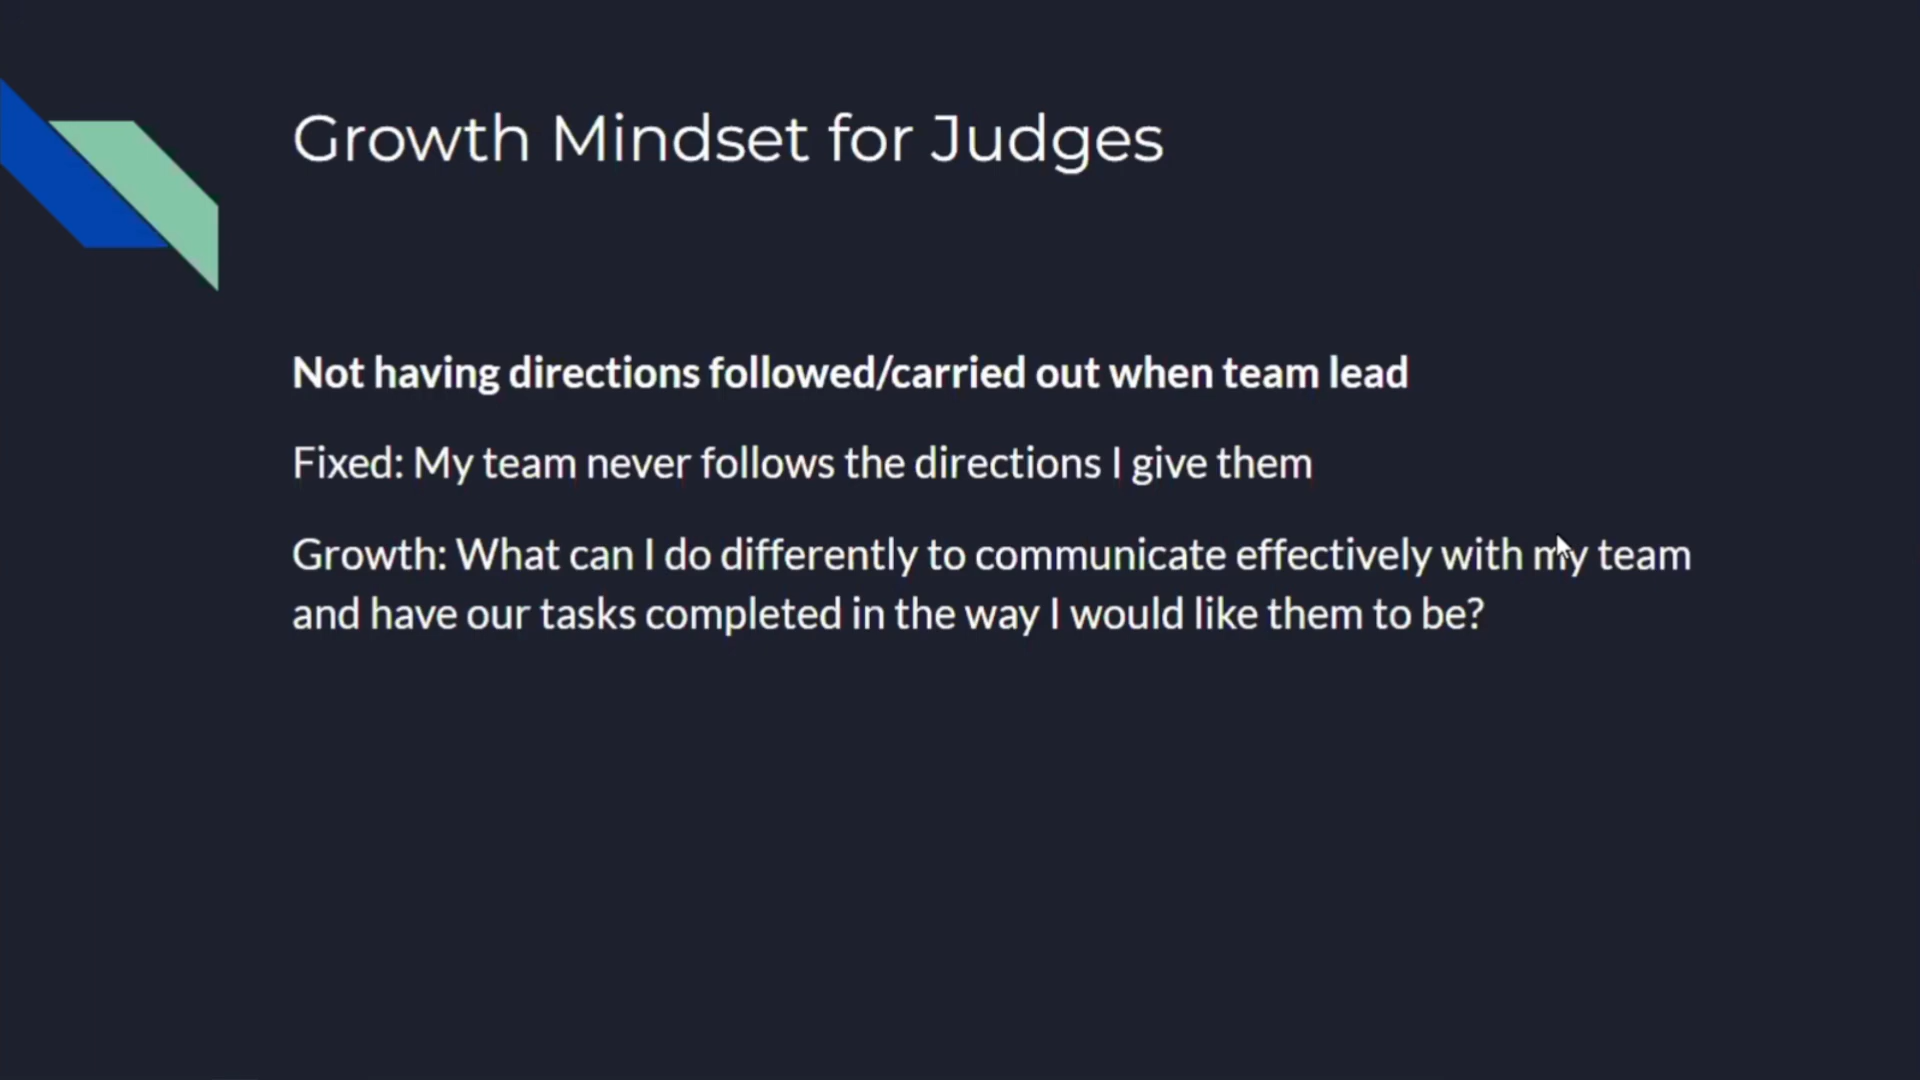 Growth Mindset for Judges
Not having directions followed/carried out when team lead
Fixed: My team never follows the directions I give them
Growth: What can I do differently to communicate effectively with my team
and have our tasks completed in the way I would like them to be?